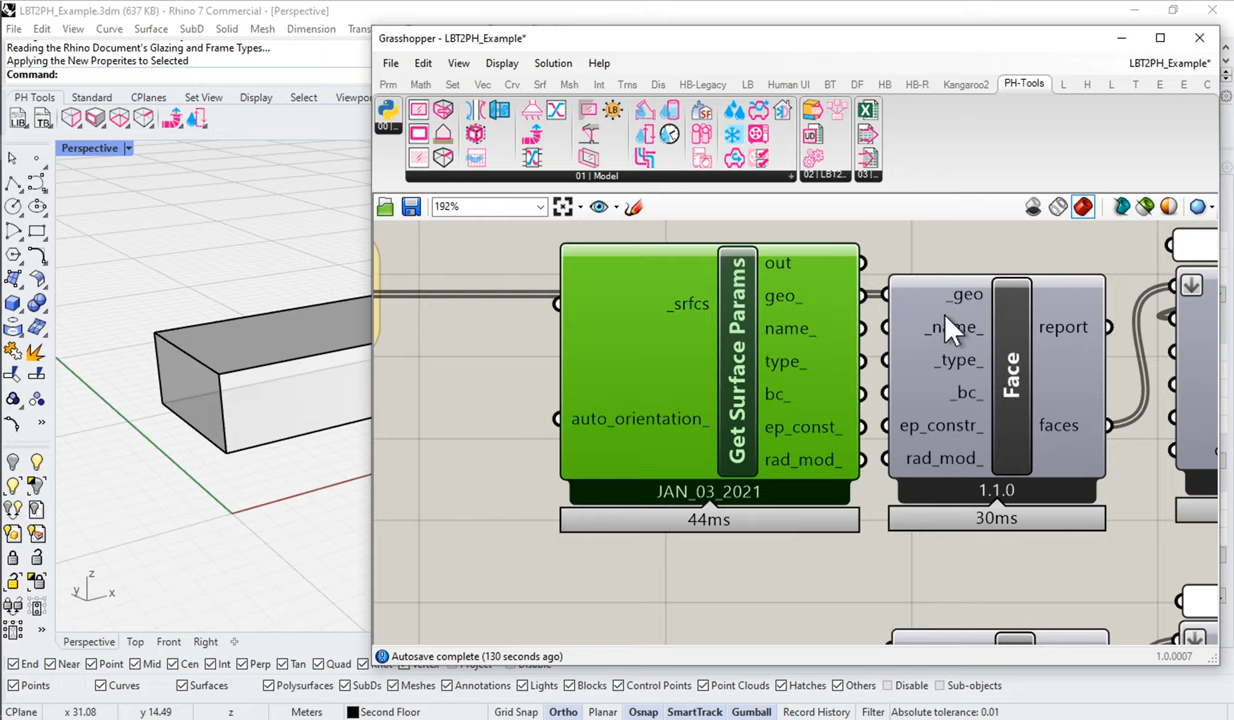 LBT2PH_Example.3dm (637 KB) - Rhino 7 Commercial - [Perspective]
File Edit View Curve Surface SubD Solid Mesh Dimension
Reading the Rhino Document's Glazing and Frame Types...
Applying the New Properites to Selected
Command:
PH Tools Standard CPlanes Set View Display Select
LIB TB
Perspective
z
y x
Grasshopper - LBT2PH_Example*
File Edit View Display Solution Help LBT2PH_Example*
Prm Math Set Vec Crv Srf Msh Int Trns Dis HB-Legacy LB Human UI BT DF HB HB-R Kangaroo2 PH-Tools L H L T E E C
00 |...
01 | Model
02 | LBT2...
03 |...
192%
out
_srfcs geo_
name_
type_
bc_
auto_orientation_ ep_const_
rad_mod_
Get Surface Params
JAN_03_2021
44ms
_geo
_name_ report
_type_
_bc_
ep_constr_ faces
rad_mod_
Face
1.1.0
30ms
Autosave complete (130 seconds ago) 1.0.0007
Perspective Top Front Right
End Near Point Mid Cen Int Perp Tan Quad
Points Curves Surfaces Polysurfaces SubDs Meshes Annotations Lights Blocks Control Points Point Clouds Hatches Others Disable Sub-objects
CPlane x 31.08 y 14.49 z Meters Second Floor Grid Snap Ortho Planar Osnap SmartTrack Gumball Record History Filter Absolute tolerance: 0.01